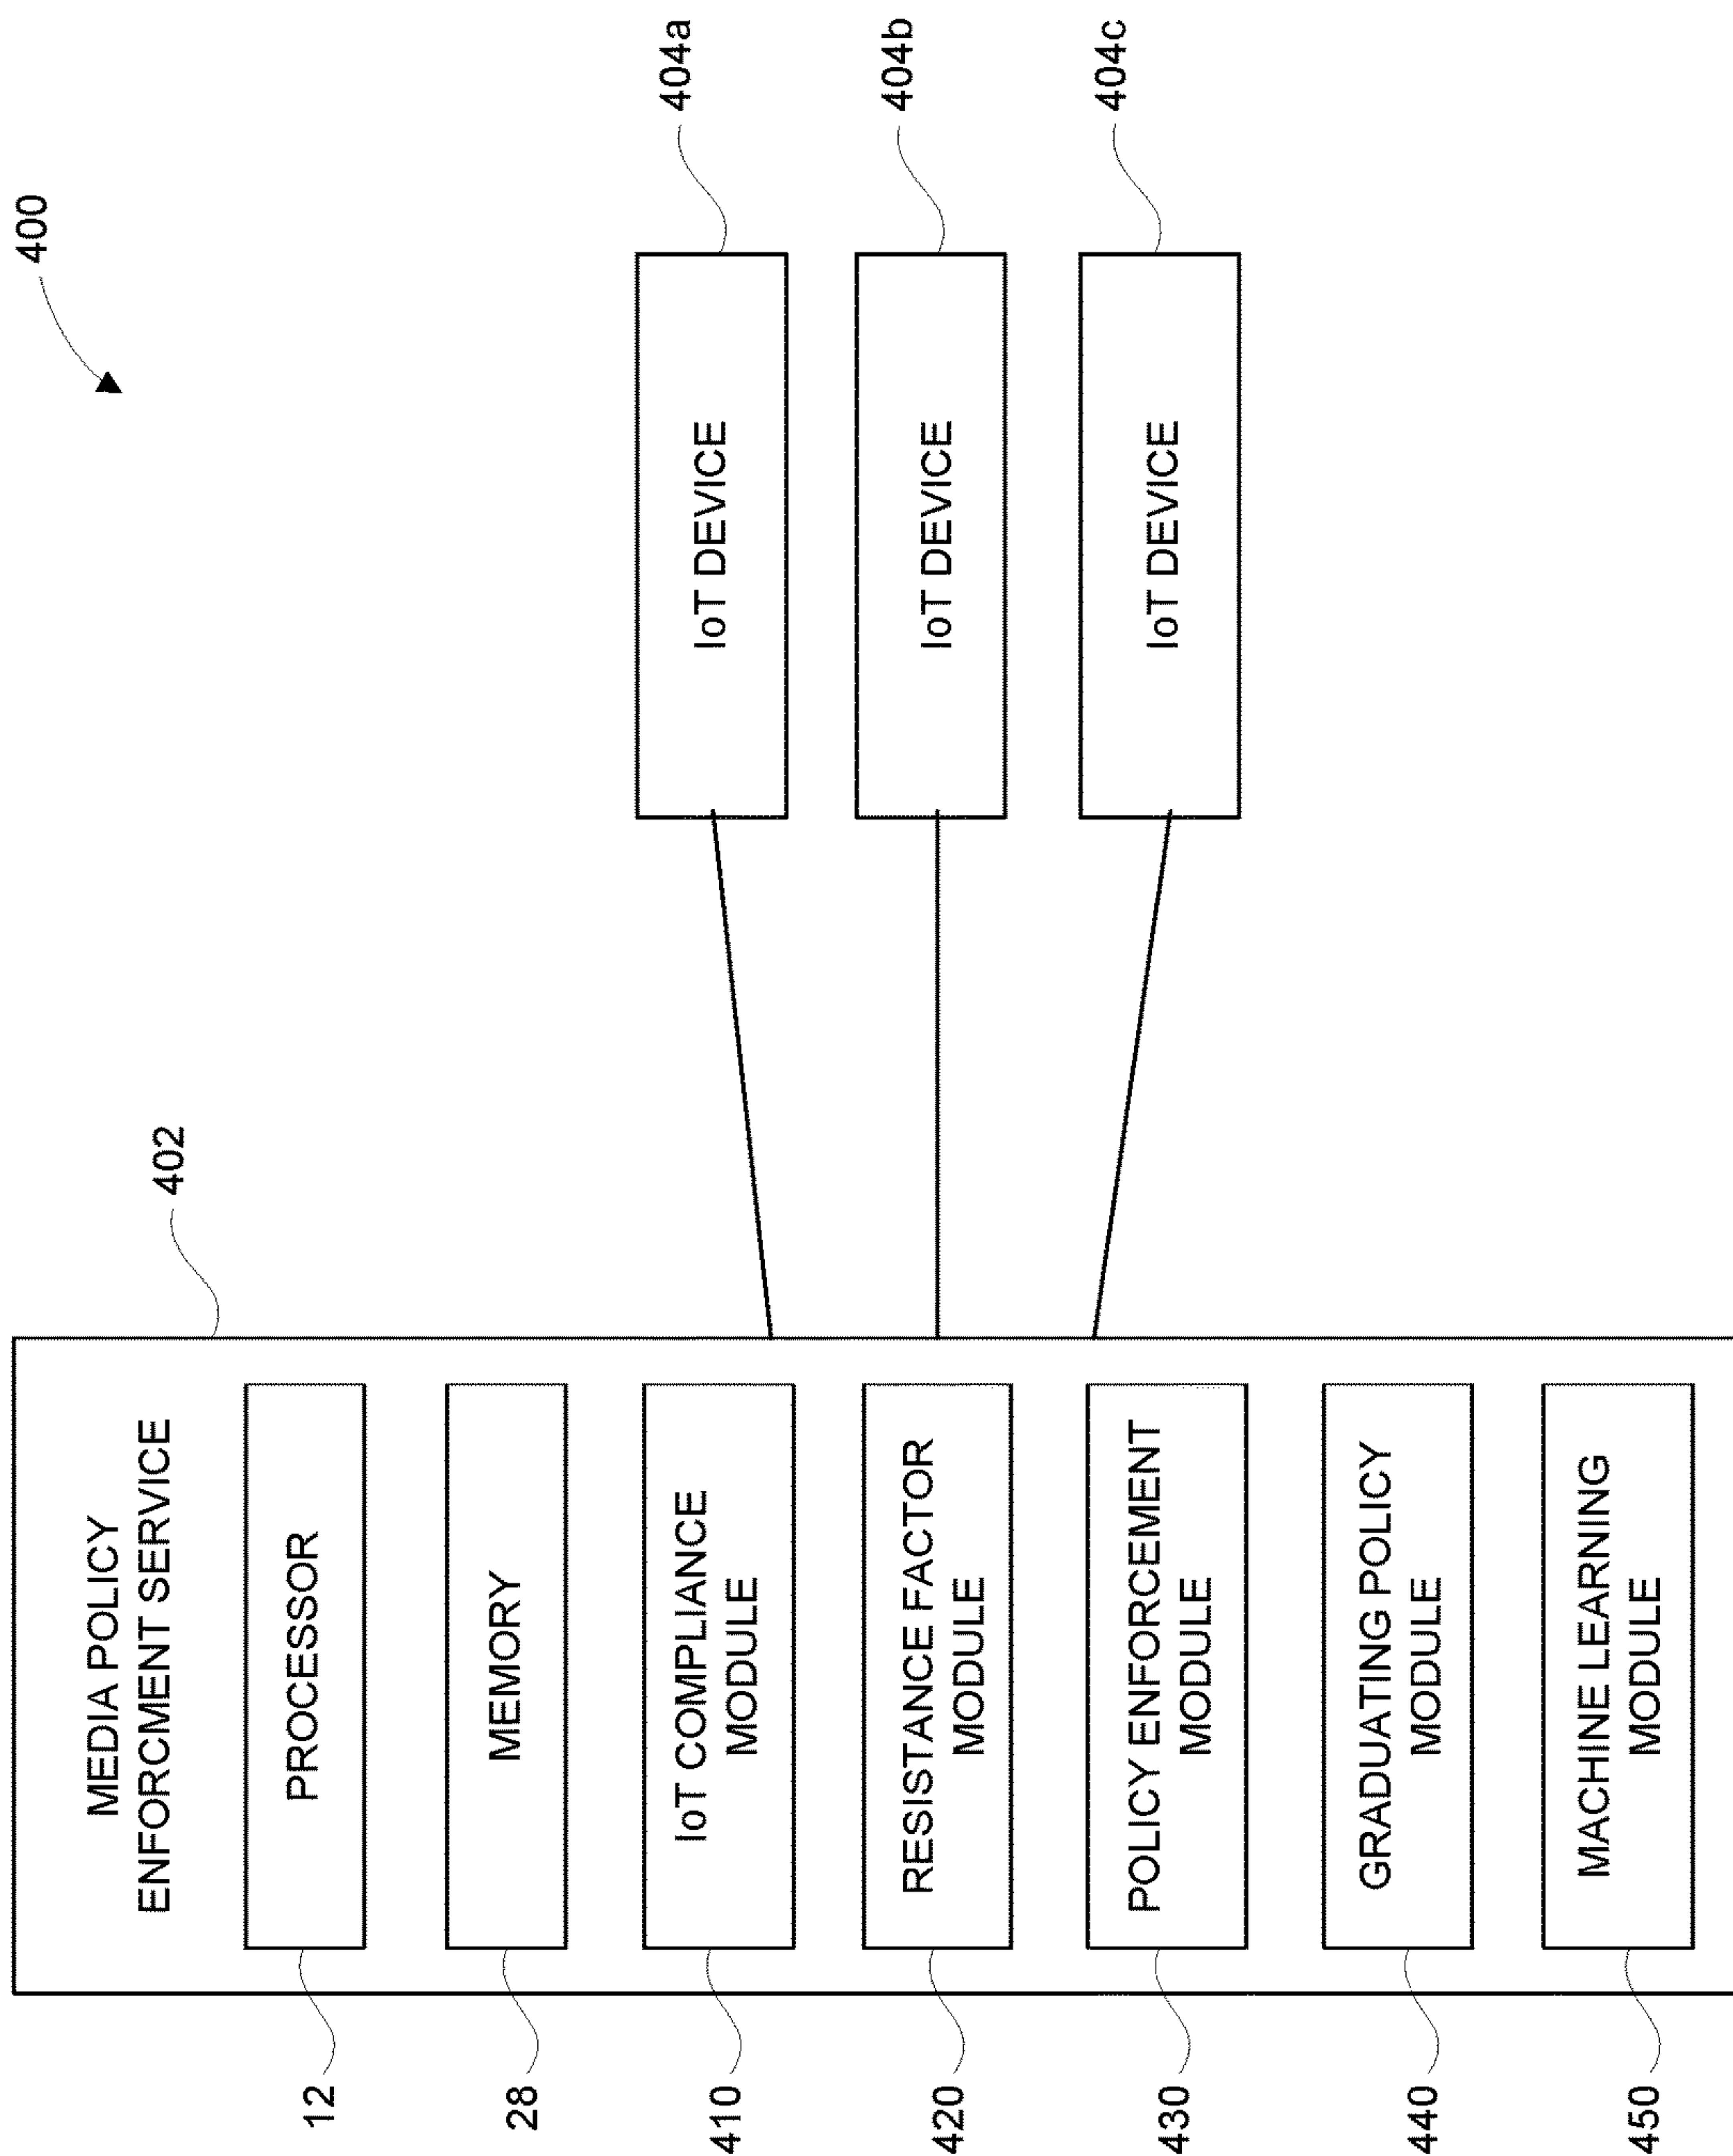 400
402
MEDIA POLICY
ENFORCMENT SERVICE
12
PROCESSOR
28
MEMORY
410
IoT COMPLIANCE
MODULE
420
RESISTANCE FACTOR
MODULE
430
POLICY ENFORCEMENT
MODULE
440
GRADUATING POLICY
MODULE
450
MACHINE LEARNING
MODULE
IoT DEVICE
404a
IoT DEVICE
404b
IoT DEVICE
404c